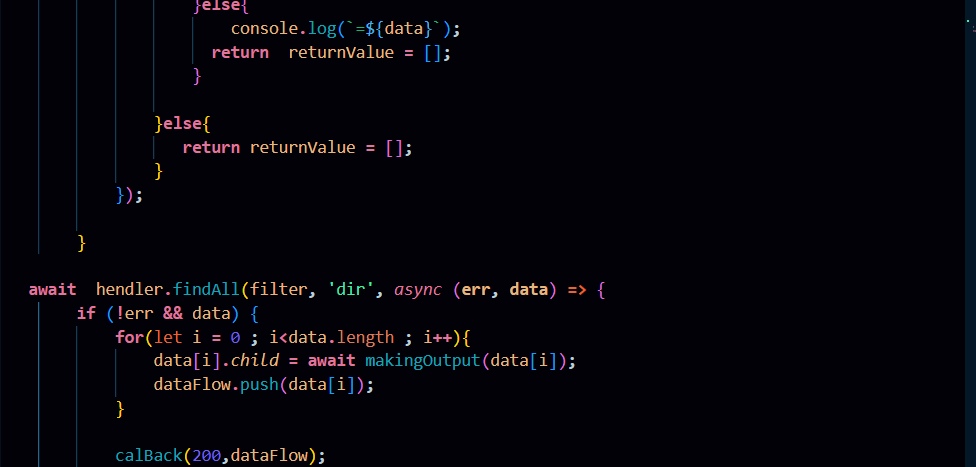 }else{
console.log(`=${data}`);
return  returnValue = [];
}
}else{
return returnValue = [];
}
});
}
await  hendler.findAll(filter, 'dir', async (err, data) => {
if (!err && data) {
for(let i = 0 ; i<data.length ; i++){
data[i].child = await makingOutput(data[i]);
dataFlow.push(data[i]);
}
calBack(200,dataFlow);